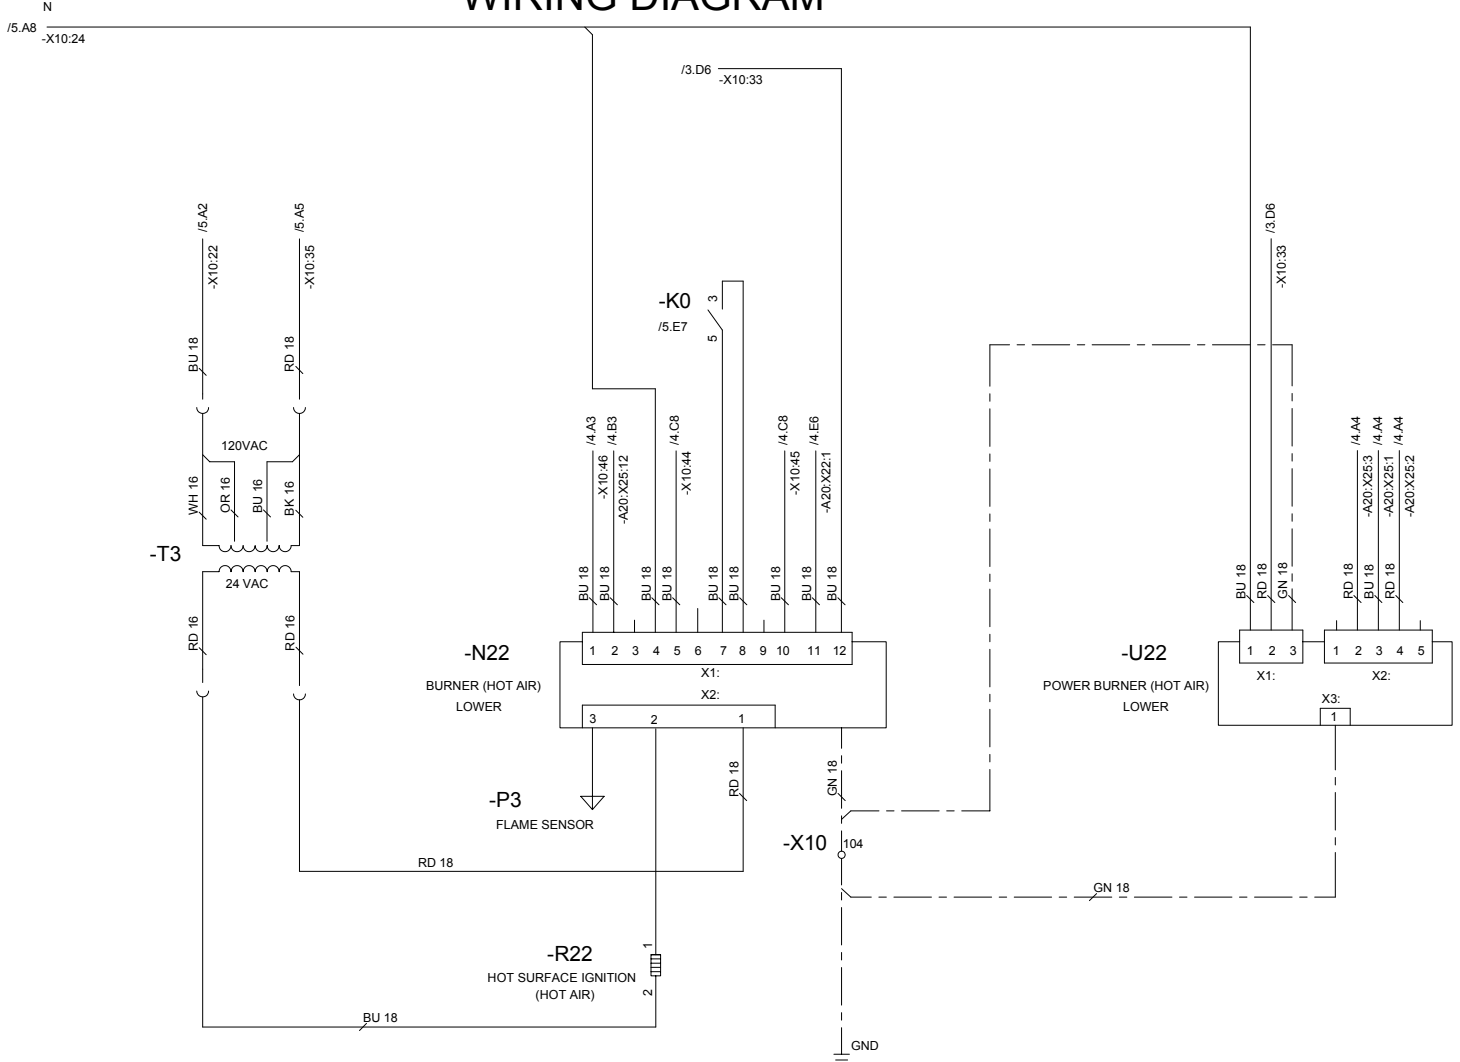 WIRING DIAGRAM
N
/5.A8
-X10:24
/3.D6
-X10:33
/5.A2
-X10:22
/5.A5
-X10:35
/3.D6
-X10:33
-K0
/5.E7
3
5
BU 18
RD 18
120VAC
WH 16
OR 16
BU 16
BK 16
-T3
24 VAC
RD 16
RD 16
/4.A3
-X10:46
/4.B3
-A20:X25:12
/4.C8
-X10:44
/4.C8
-X10:45
/4.E6
-A20:X22:1
/4.A4
-A20:X25:3
/4.A4
-A20:X25:1
/4.A4
-A20:X25:2
BU 18
BU 18
BU 18
BU 18
BU 18
BU 18
BU 18
BU 18
BU 18
BU 18
RD 18
GN 18
RD 18
BU 18
RD 18
-N22
BURNER (HOT AIR)
LOWER
1 2 3 4 5 6 7 8 9 10 11 12
X1:
X2:
3 2 1
-U22
POWER BURNER (HOT AIR)
LOWER
1 2 3
X1:
1 2 3 4 5
X2:
X3:
1
RD 18
GN 18
-P3
FLAME SENSOR
-X10
104
RD 18
GN 18
-R22
HOT SURFACE IGNITION
(HOT AIR)
1
2
BU 18
GND